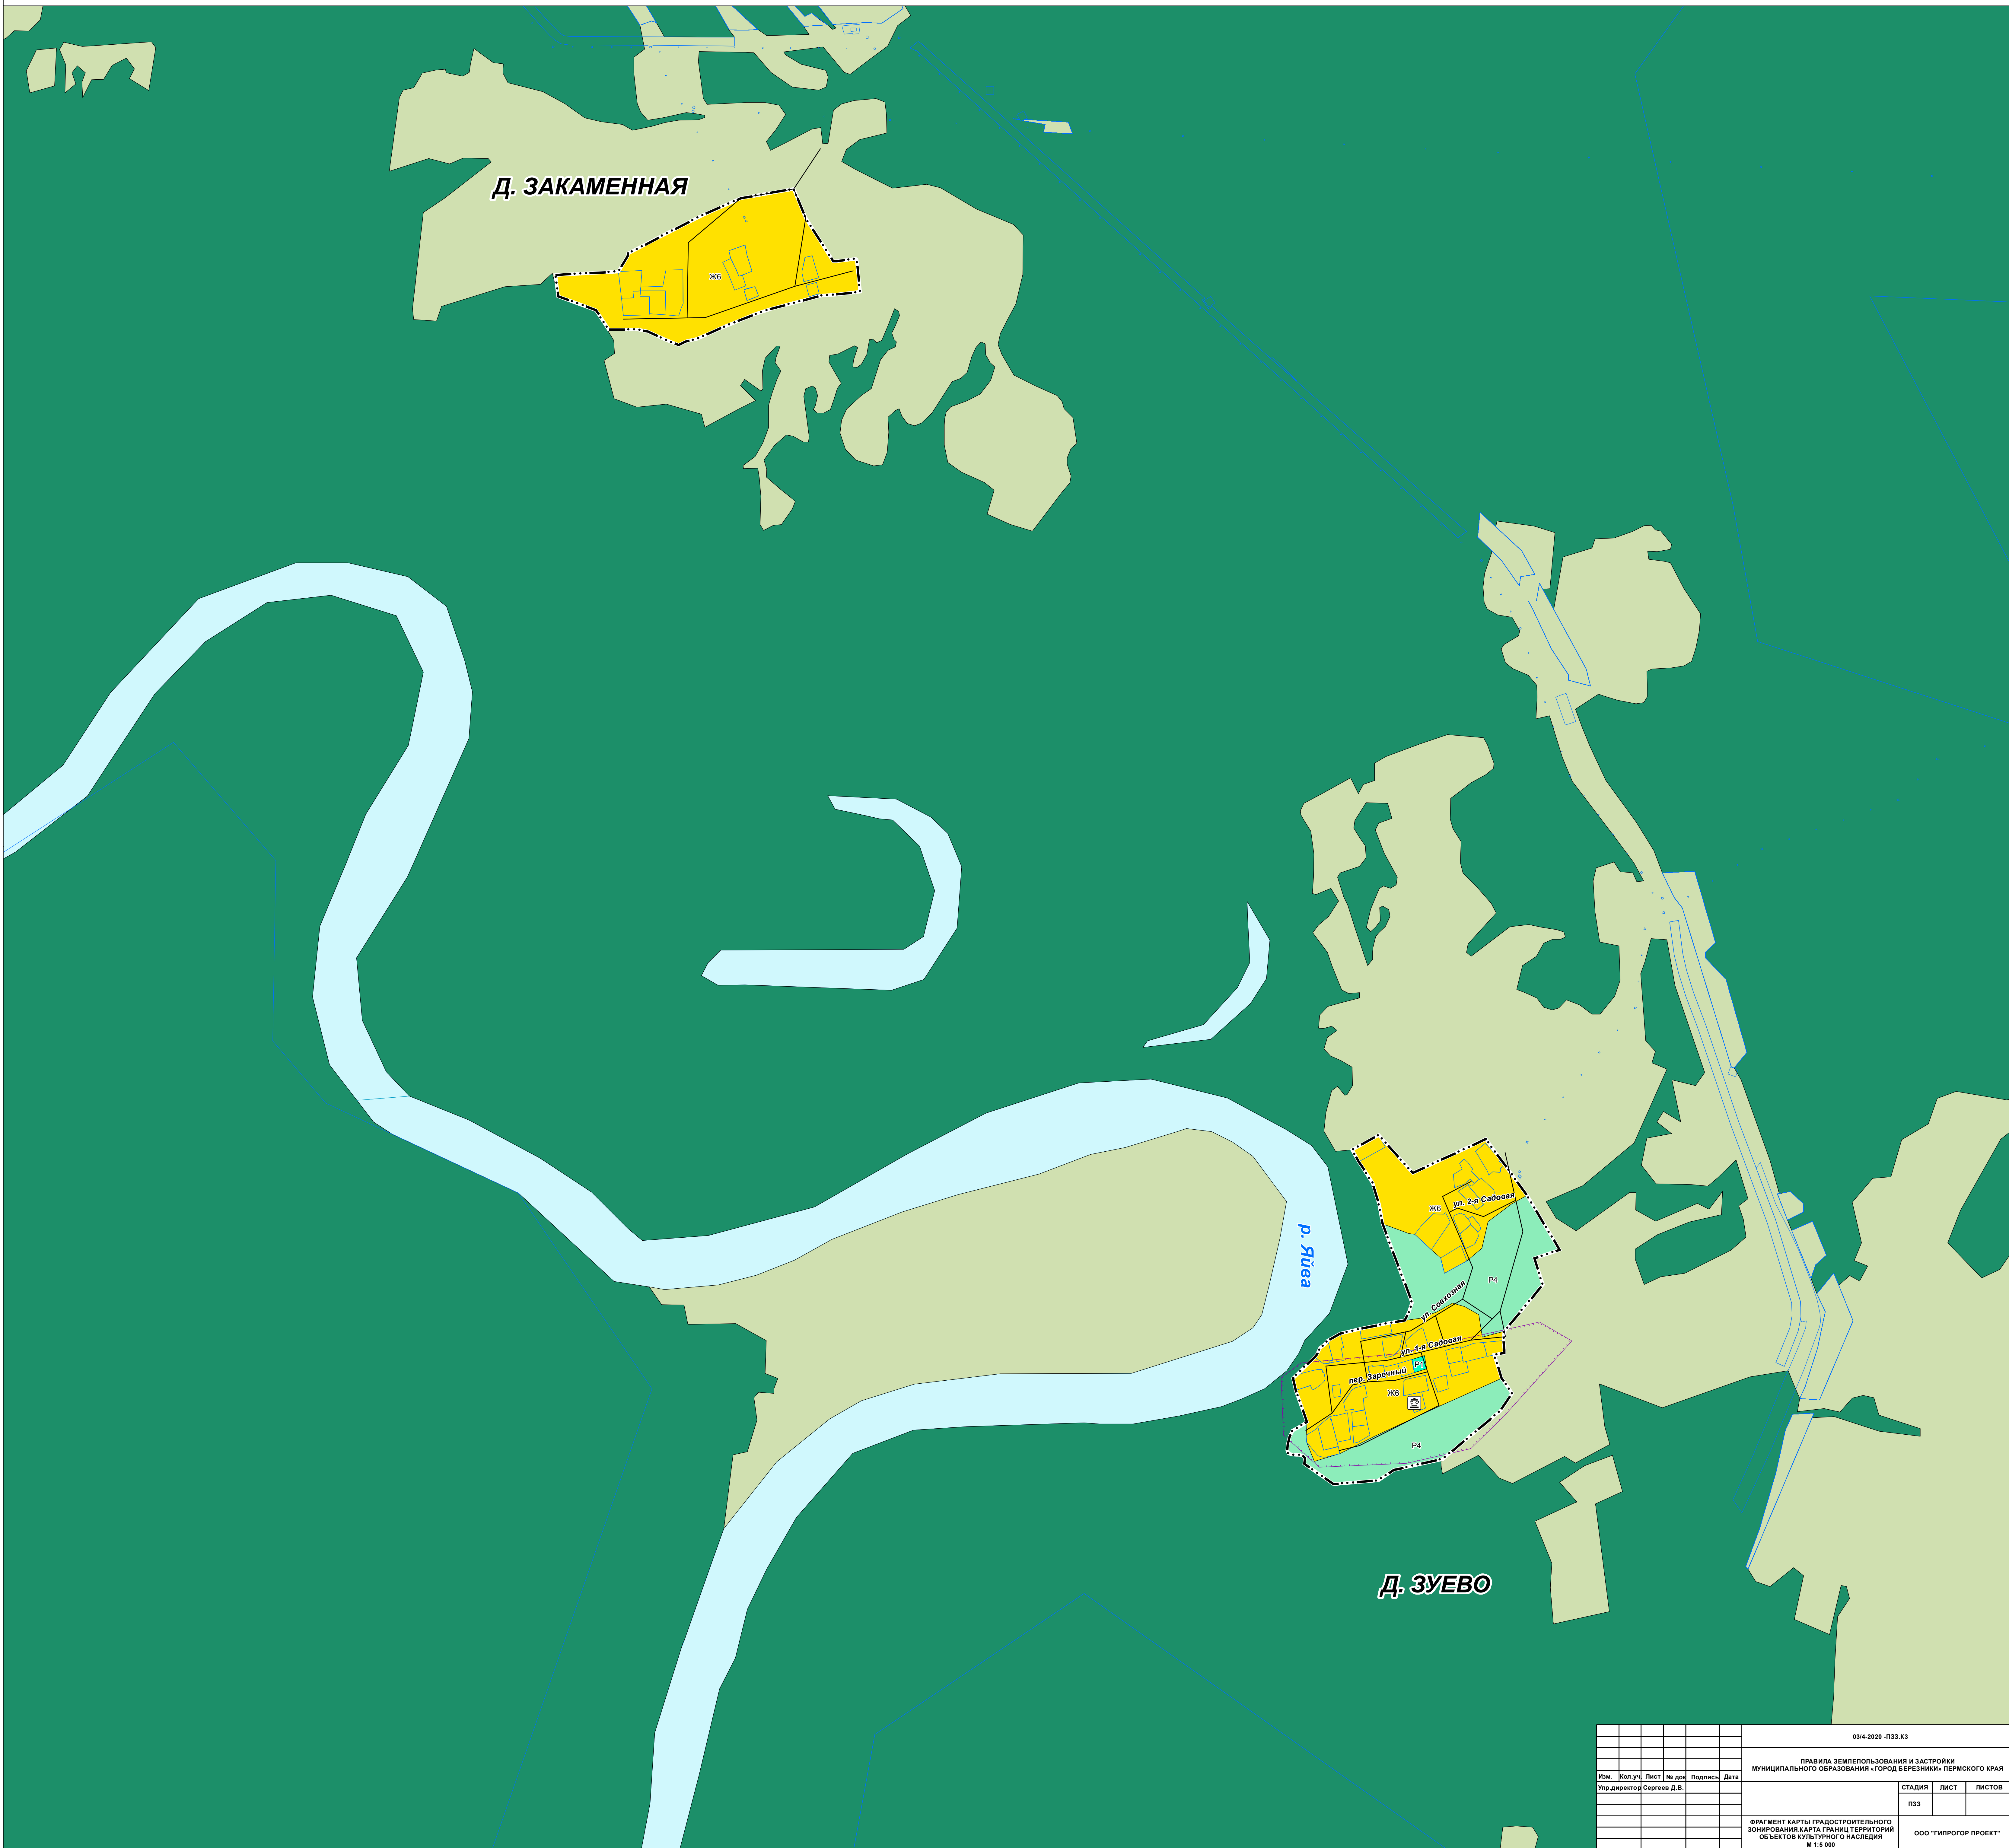 Д. ЗАКАМЕННАЯ
Ж6
ул. 2-я Садовая
Ж6
р. Яйва
Р4
ул. Совхозная
ул. 1-я Садовая
Р1
пер. Заречный
Ж6
Р4
Д. ЗУЕВО
03/4-2020 -ПЗЗ.КЗ
ПРАВИЛА ЗЕМЛЕПОЛЬЗОВАНИЯ И ЗАСТРОЙКИ
МУНИЦИПАЛЬНОГО ОБРАЗОВАНИЯ «ГОРОД БЕРЕЗНИКИ» ПЕРМСКОГО КРАЯ
Изм. Кол.уч Лист № док Подпись Дата
Упр.директор Сергеев Д.В.
СТАДИЯ ЛИСТ ЛИСТОВ
ПЗЗ
ФРАГМЕНТ КАРТЫ ГРАДОСТРОИТЕЛЬНОГО
ЗОНИРОВАНИЯ.КАРТА ГРАНИЦ ТЕРРИТОРИЙ
ОБЪЕКТОВ КУЛЬТУРНОГО НАСЛЕДИЯ
М 1:5 000
ООО "ГИПРОГОР ПРОЕКТ"